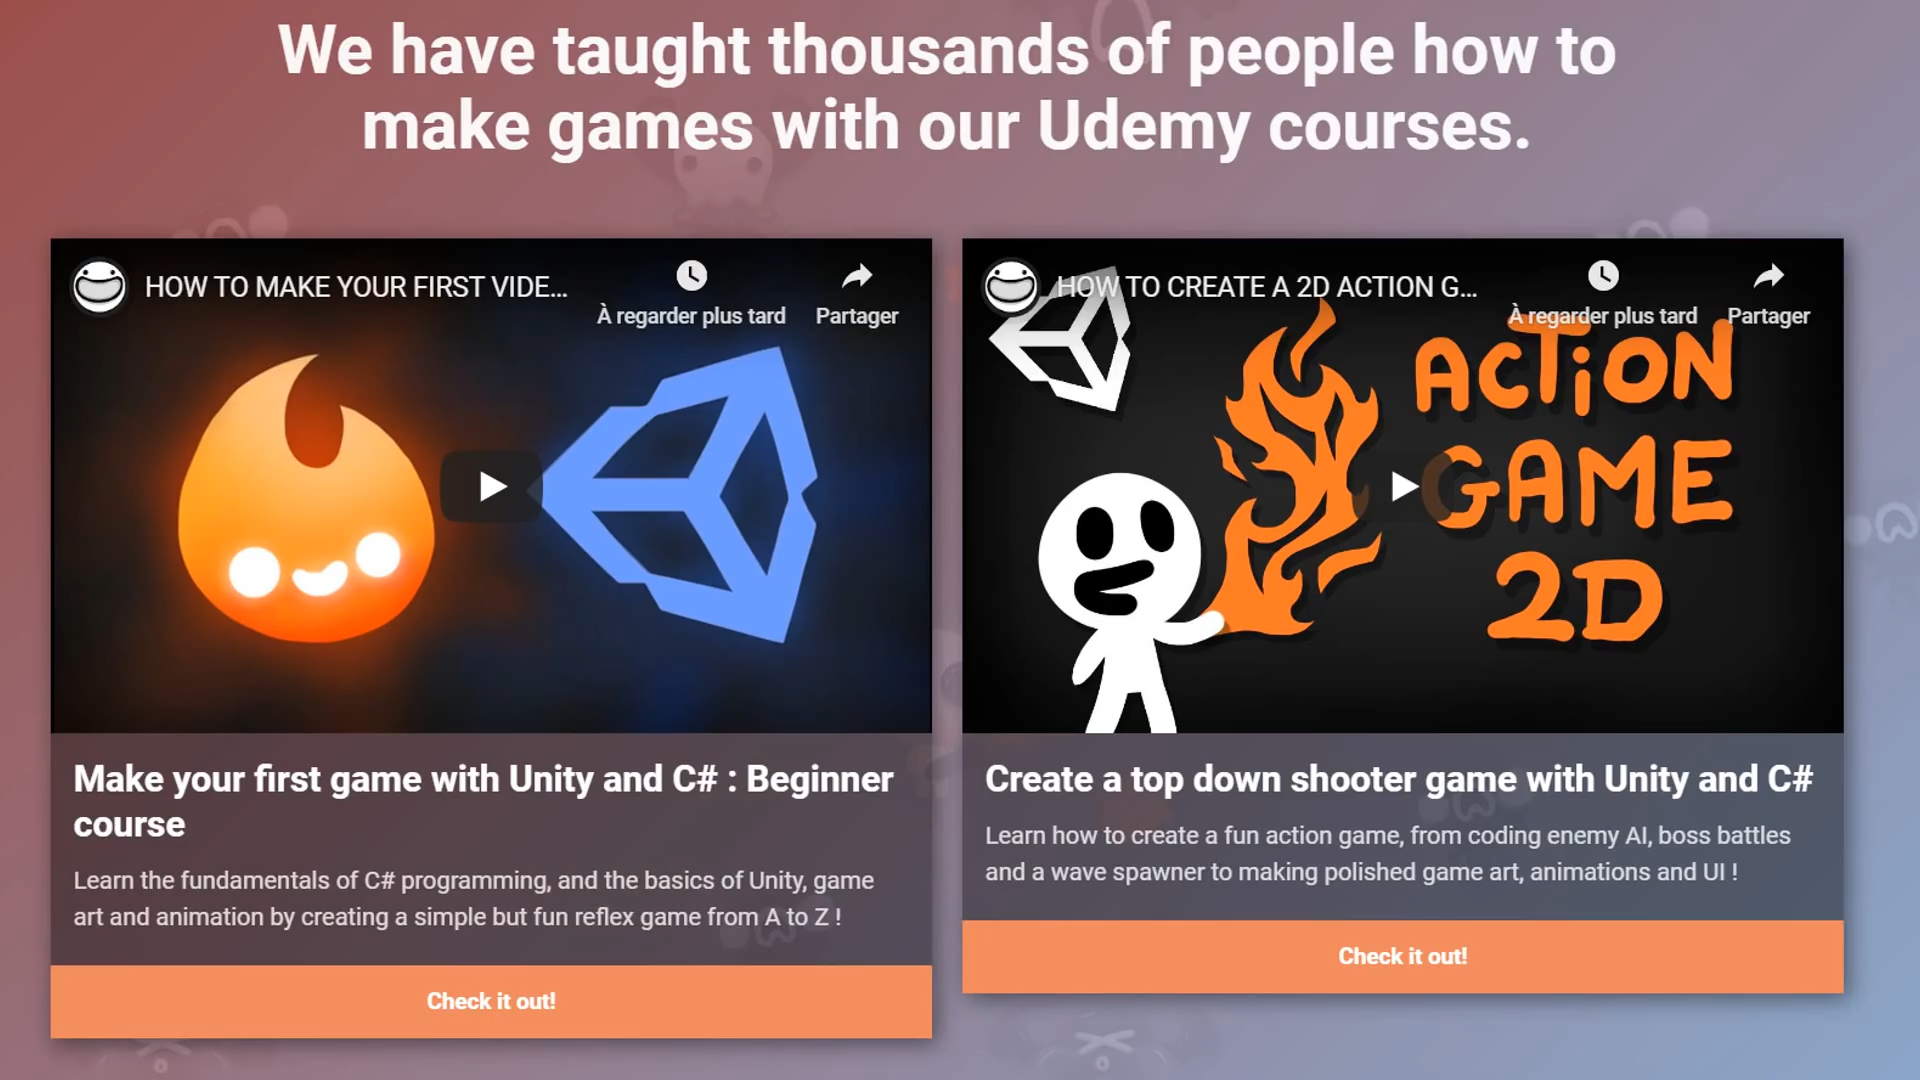 We have taught thousands of people how to
make games with our Udemy courses.
HOW TO MAKE YOUR FIRST VIDE...
À regarder plus tard
Partager
Make your first game with Unity and C# : Beginner
course
Learn the fundamentals of C# programming, and the basics of Unity, game
art and animation by creating a simple but fun reflex game from A to Z !
Check it out!
HOW TO CREATE A 2D ACTION G...
À regarder plus tard
Partager
ACTiON
GAME
2D
Create a top down shooter game with Unity and C#
Learn how to create a fun action game, from coding enemy AI, boss battles
and a wave spawner to making polished game art, animations and UI !
Check it out!